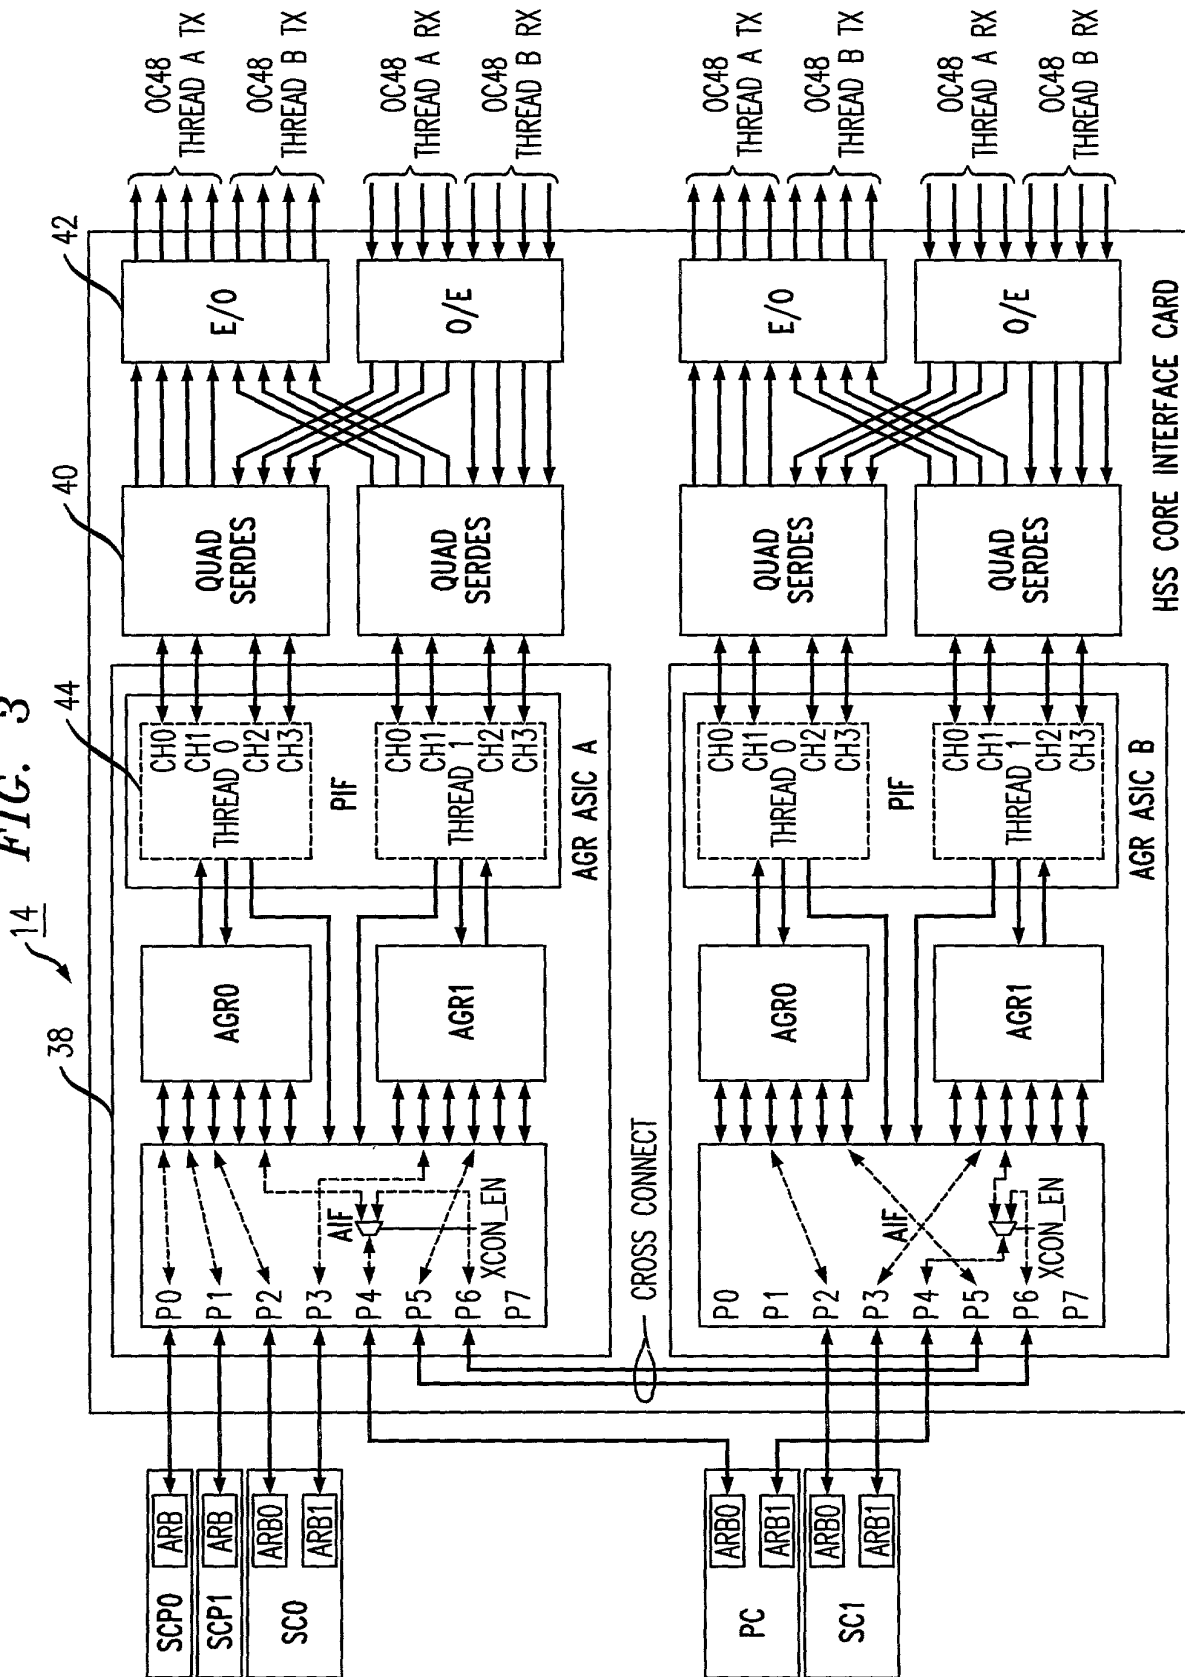 FIG. 3
14
38
44
40
42
SCP0
ARB
SCP1
ARB
SC0
ARB0
ARB1
P0
P1
P2
P3
P4
P5
P6
P7
AIF
XCON_EN
AGR0
AGR1
THREAD 0
CH0
CH1
CH2
CH3
PIF
THREAD 1
CH0
CH1
CH2
CH3
AGR ASIC A
QUAD
SERDES
QUAD
SERDES
E/O
O/E
OC48
THREAD A TX
OC48
THREAD B TX
OC48
THREAD A RX
OC48
THREAD B RX
CROSS CONNECT
PC
ARB0
ARB1
SC1
ARB0
ARB1
P0
P1
P2
P3
P4
P5
P6
P7
AIF
XCON_EN
AGR0
AGR1
THREAD 0
CH0
CH1
CH2
CH3
PIF
THREAD 1
CH0
CH1
CH2
CH3
AGR ASIC B
QUAD
SERDES
QUAD
SERDES
E/O
O/E
OC48
THREAD A TX
OC48
THREAD B TX
OC48
THREAD A RX
OC48
THREAD B RX
HSS CORE INTERFACE CARD